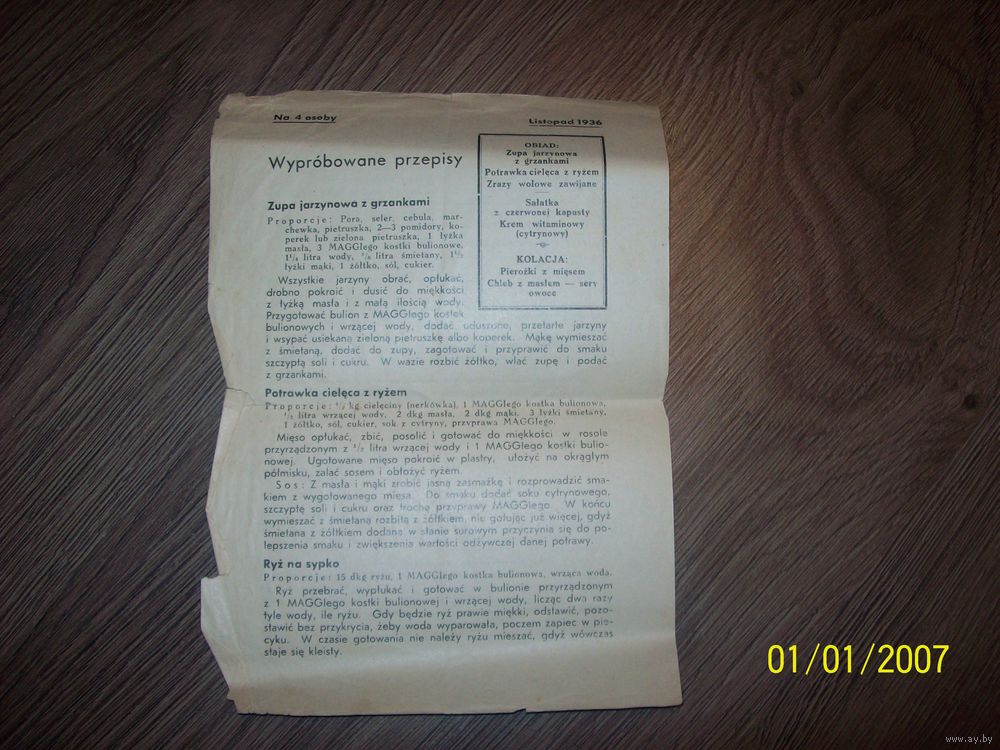 Na 4 osoby
Listopad 1936
Wypróbowane przepisy
OBIAD:
Zupa jarzynowa
z grzankami
Potrawka cielęca z ryżem
Zrazy wołowe zawijane
Sałatka
z czerwonej kapusty
Krem witaminowy
(cytrynowy)
KOLACJA:
Pierożki z mięsem
Chleb z masłem — sery
owoce
Zupa jarzynowa z grzankami
Proporcje: Pora, seler, cebula, mar-
chewka, pietruszka, 2—3 pomidory, ko-
perek lub zielona pietruszka, 1 łyżka
masła, 3 MAGGIego kostki bulionowe,
litra wody, litra śmietany,
łyżki mąki, 1 żółtko, sól, cukier.
Wszystkie jarzyny obrać, opłukać,
drobno pokroić i dusić do miękkości
z łyżką masła i z małą ilością wody.
Przygotować bulion z MAGGIego kostek
bulionowych i wrzącej wody, dodać uduszone, przetarte jarzyny
i wsypać usiekaną zieloną pietruszkę albo koperek. Mąkę wymieszać
z śmietaną, dodać do zupy, zagotować i przyprawić do smaku
szczyptą soli i cukru. W wazie rozbić żółtko, wlać zupę i podać
z grzankami.
Potrawka cielęca z ryżem
Proporcje: ½ kg cielęciny (nerkówka), 1 MAGGIego kostka bulionowa,
½ litra wrzącej wody, 2 dkg masła, 2 dkg mąki, 3 łyżki śmietany,
1 żółtko, sól, cukier, sok z cytryny, przyprawa MAGGIego.
Mięso opłukać, zbić, posolić i gotować do miękkości w rosole
przyrządzonym z ½ litra wrzącej wody i 1 MAGGIego kostki bulio-
nowej. Ugotowane mięso pokroić w plastry, ułożyć na okrągłym
półmisku, zalać sosem i obłożyć ryżem.
Sos: Z masła i mąki zrobić jasną zasmażkę i rozprowadzić sma-
kiem z wygotowanego mięsa. Do smaku dodać soku cytrynowego,
szczyptę soli i cukru oraz trochę przyprawy MAGGIego. W końcu
wymieszać z śmietaną rozbitą z żółtkiem, nie gotując już więcej, gdyż
śmietana z żółtkiem dodana w stanie surowym przyczynia się do po-
lepszenia smaku i zwiększenia wartości odżywczej danej potrawy.
Ryż na sypko
Proporcje: 15 dkg ryżu, 1 MAGGIego kostka bulionowa, wrząca woda.
Ryż przebrać, wypłukać i gotować w bulionie przyrządzonym
z 1 MAGGIego kostki bulionowej i wrzącej wody, licząc dwa razy
tyle wody, ile ryżu. Gdy będzie ryż prawie miękki, odstawić, pozo-
stawić bez przykrycia, żeby woda wyparowała, poczem zapiec w pie-
cyku. W czasie gotowania nie należy ryżu mieszać, gdyż wówczas
staje się kleisty.
01/01/2007
www.ay.by